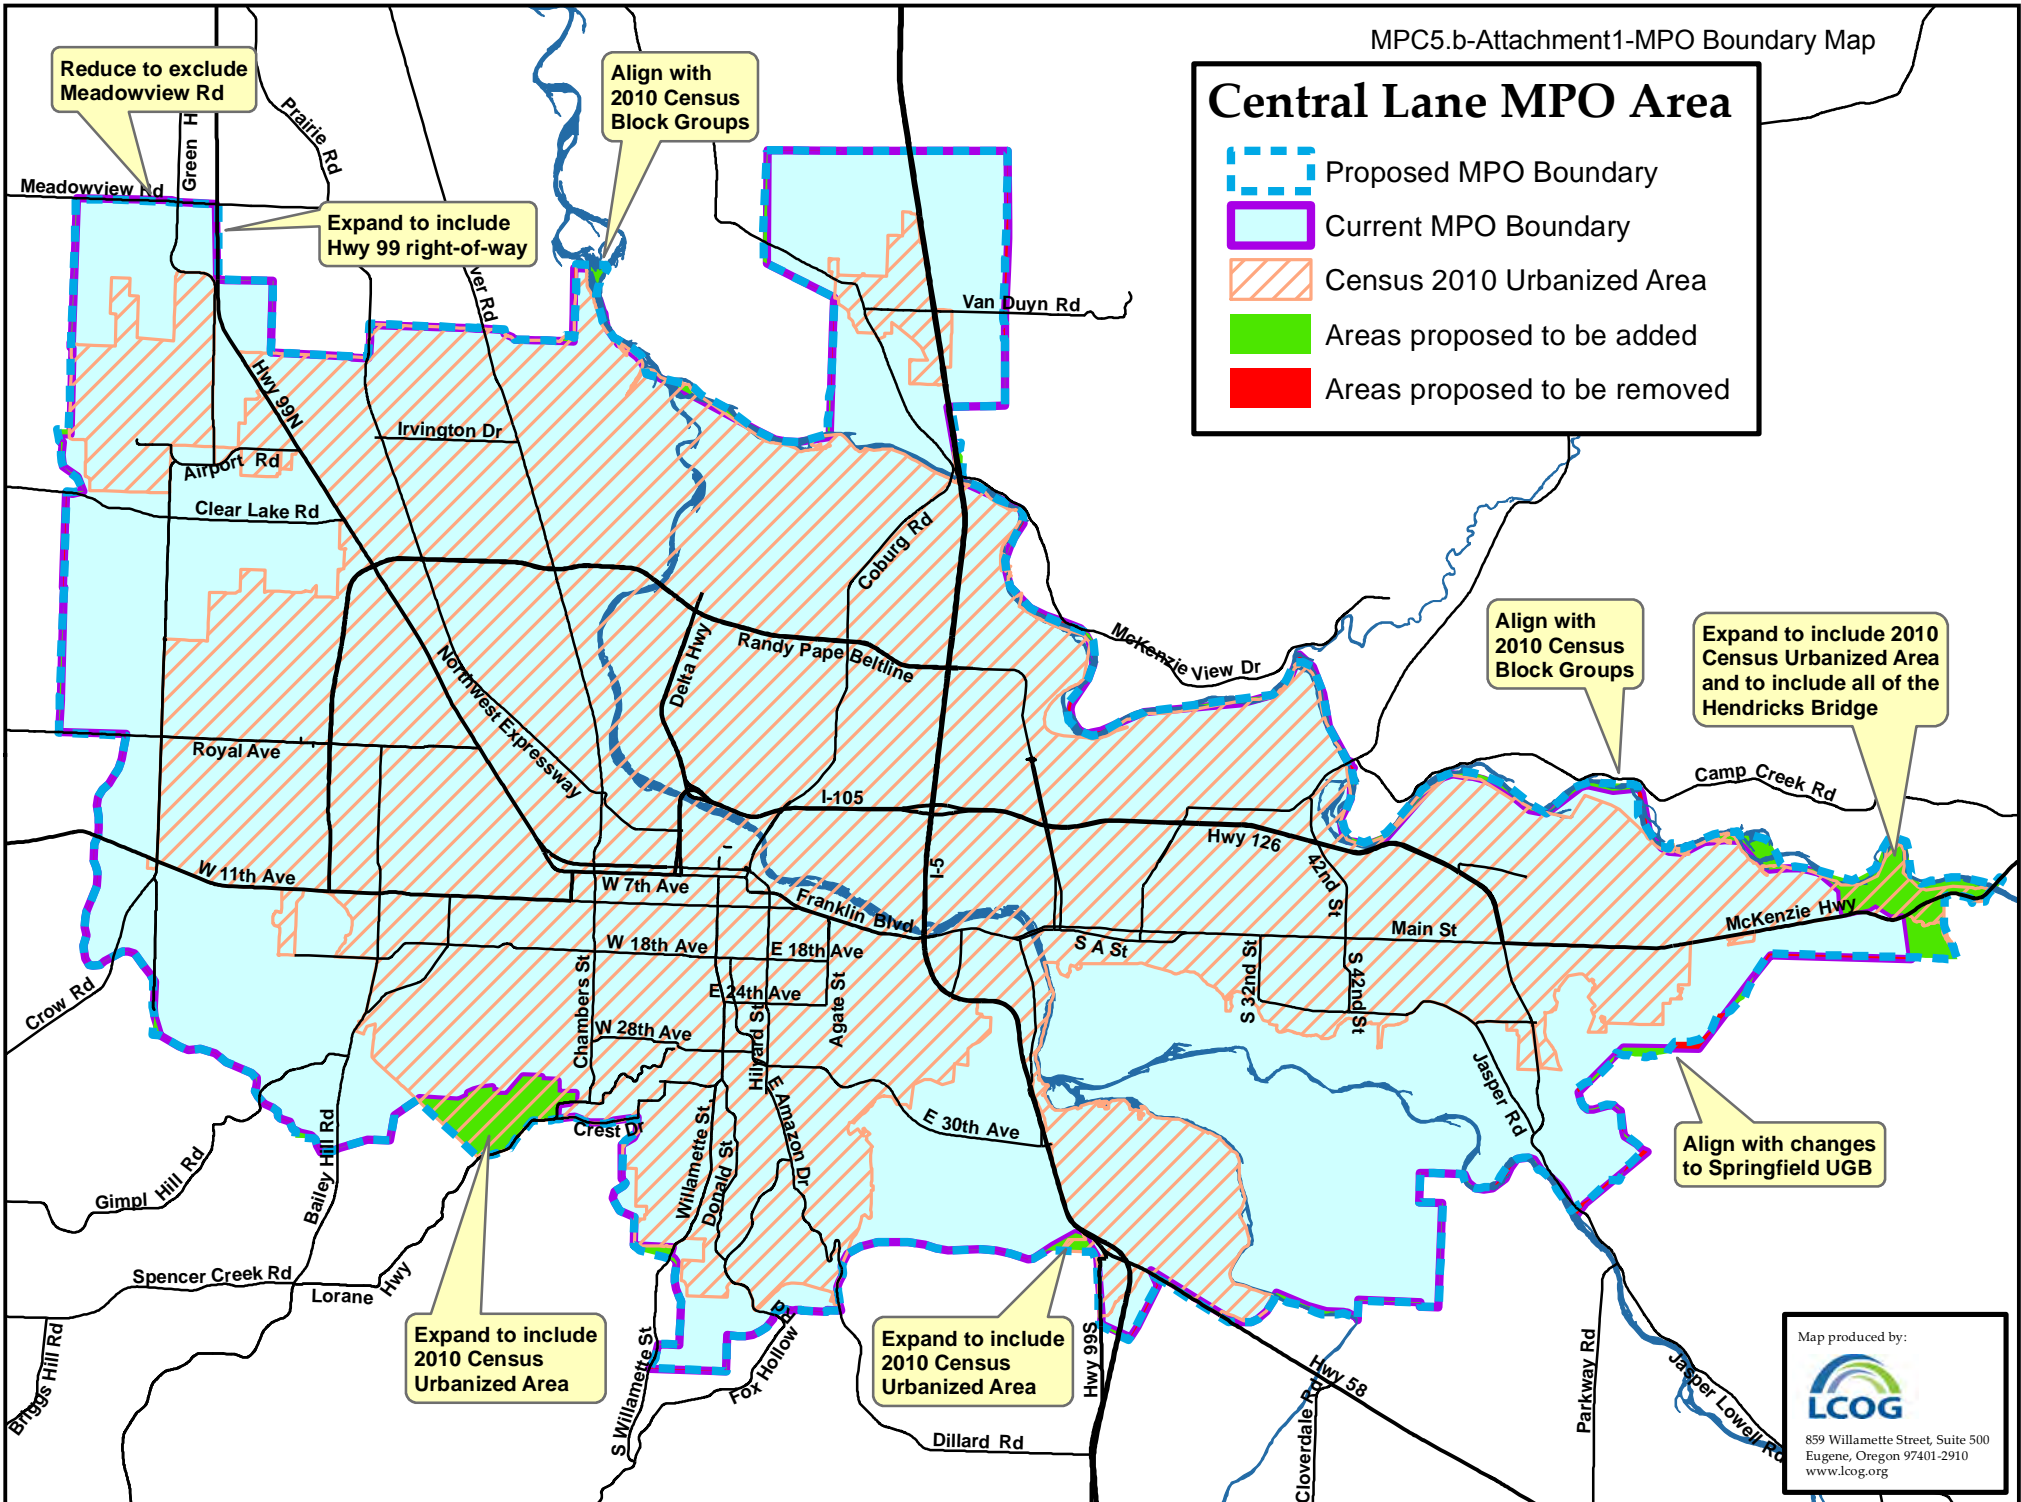 MPC5.b-Attachment1-MPO Boundary Map
Central Lane MPO Area
Proposed MPO Boundary
Current MPO Boundary
Census 2010 Urbanized Area
Areas proposed to be added
Areas proposed to be removed
Reduce to exclude
Meadowview Rd
Align with
2010 Census
Block Groups
Green H
Prairie Rd
Meadowview Rd
Expand to include
Hwy 99 right-of-way
ver Rd
Van Duyn Rd
Hwy 99N
Irvington Dr
Airport Rd
Clear Lake Rd
Coburg Rd
Delta Hwy
Randy Pape Beltline
McKenzie View Dr
Northwest Expressway
Align with
2010 Census
Block Groups
Expand to include 2010
Census Urbanized Area
and to include all of the
Hendricks Bridge
Royal Ave
I-105
Camp Creek Rd
Hwy 126
I-5
42nd St
W 11th Ave
W 7th Ave
Franklin Blvd
McKenzie Hwy
Main St
W 18th Ave
E 18th Ave
S A St
S 32nd St
S 42nd St
Crow Rd
Chambers St
E 24th Ave
Agate St
W 28th Ave
Hilyard St
Jasper Rd
E Amazon Dr
E 30th Ave
Crest Dr
Willamette St
Donald St
Bailey Hill Rd
Gimpl Hill Rd
Align with changes
to Springfield UGB
Spencer Creek Rd
Lorane Hwy
Expand to include
2010 Census
Urbanized Area
Expand to include
2010 Census
Urbanized Area
Briggs Hill Rd
S Willamette St
Fox Hollow Rd
Hwy 99S
Hwy 58
Cloverdale Rd
Parkway Rd
Jasper Lowell Rd
Dillard Rd
Map produced by:
LCOG
859 Willamette Street, Suite 500
Eugene, Oregon 97401-2910
www.lcog.org